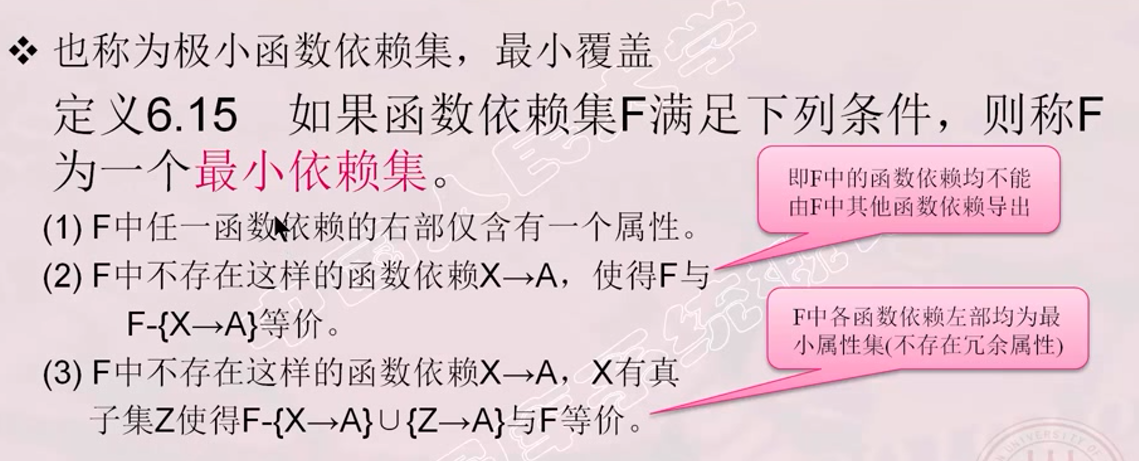 ❖ 也称为极小函数依赖集，最小覆盖
定义6.15 如果函数依赖集F满足下列条件，则称F
为一个最小依赖集。
即F中的函数依赖均不能
由F中其他函数依赖导出
(1) F中任一函数依赖的右部仅含有一个属性。
(2) F中不存在这样的函数依赖X→A，使得F与
F-{X→A}等价。
F中各函数依赖左部均为最
小属性集(不存在冗余属性)
(3) F中不存在这样的函数依赖X→A，X有真
子集Z使得F-{X→A}∪{Z→A}与F等价。